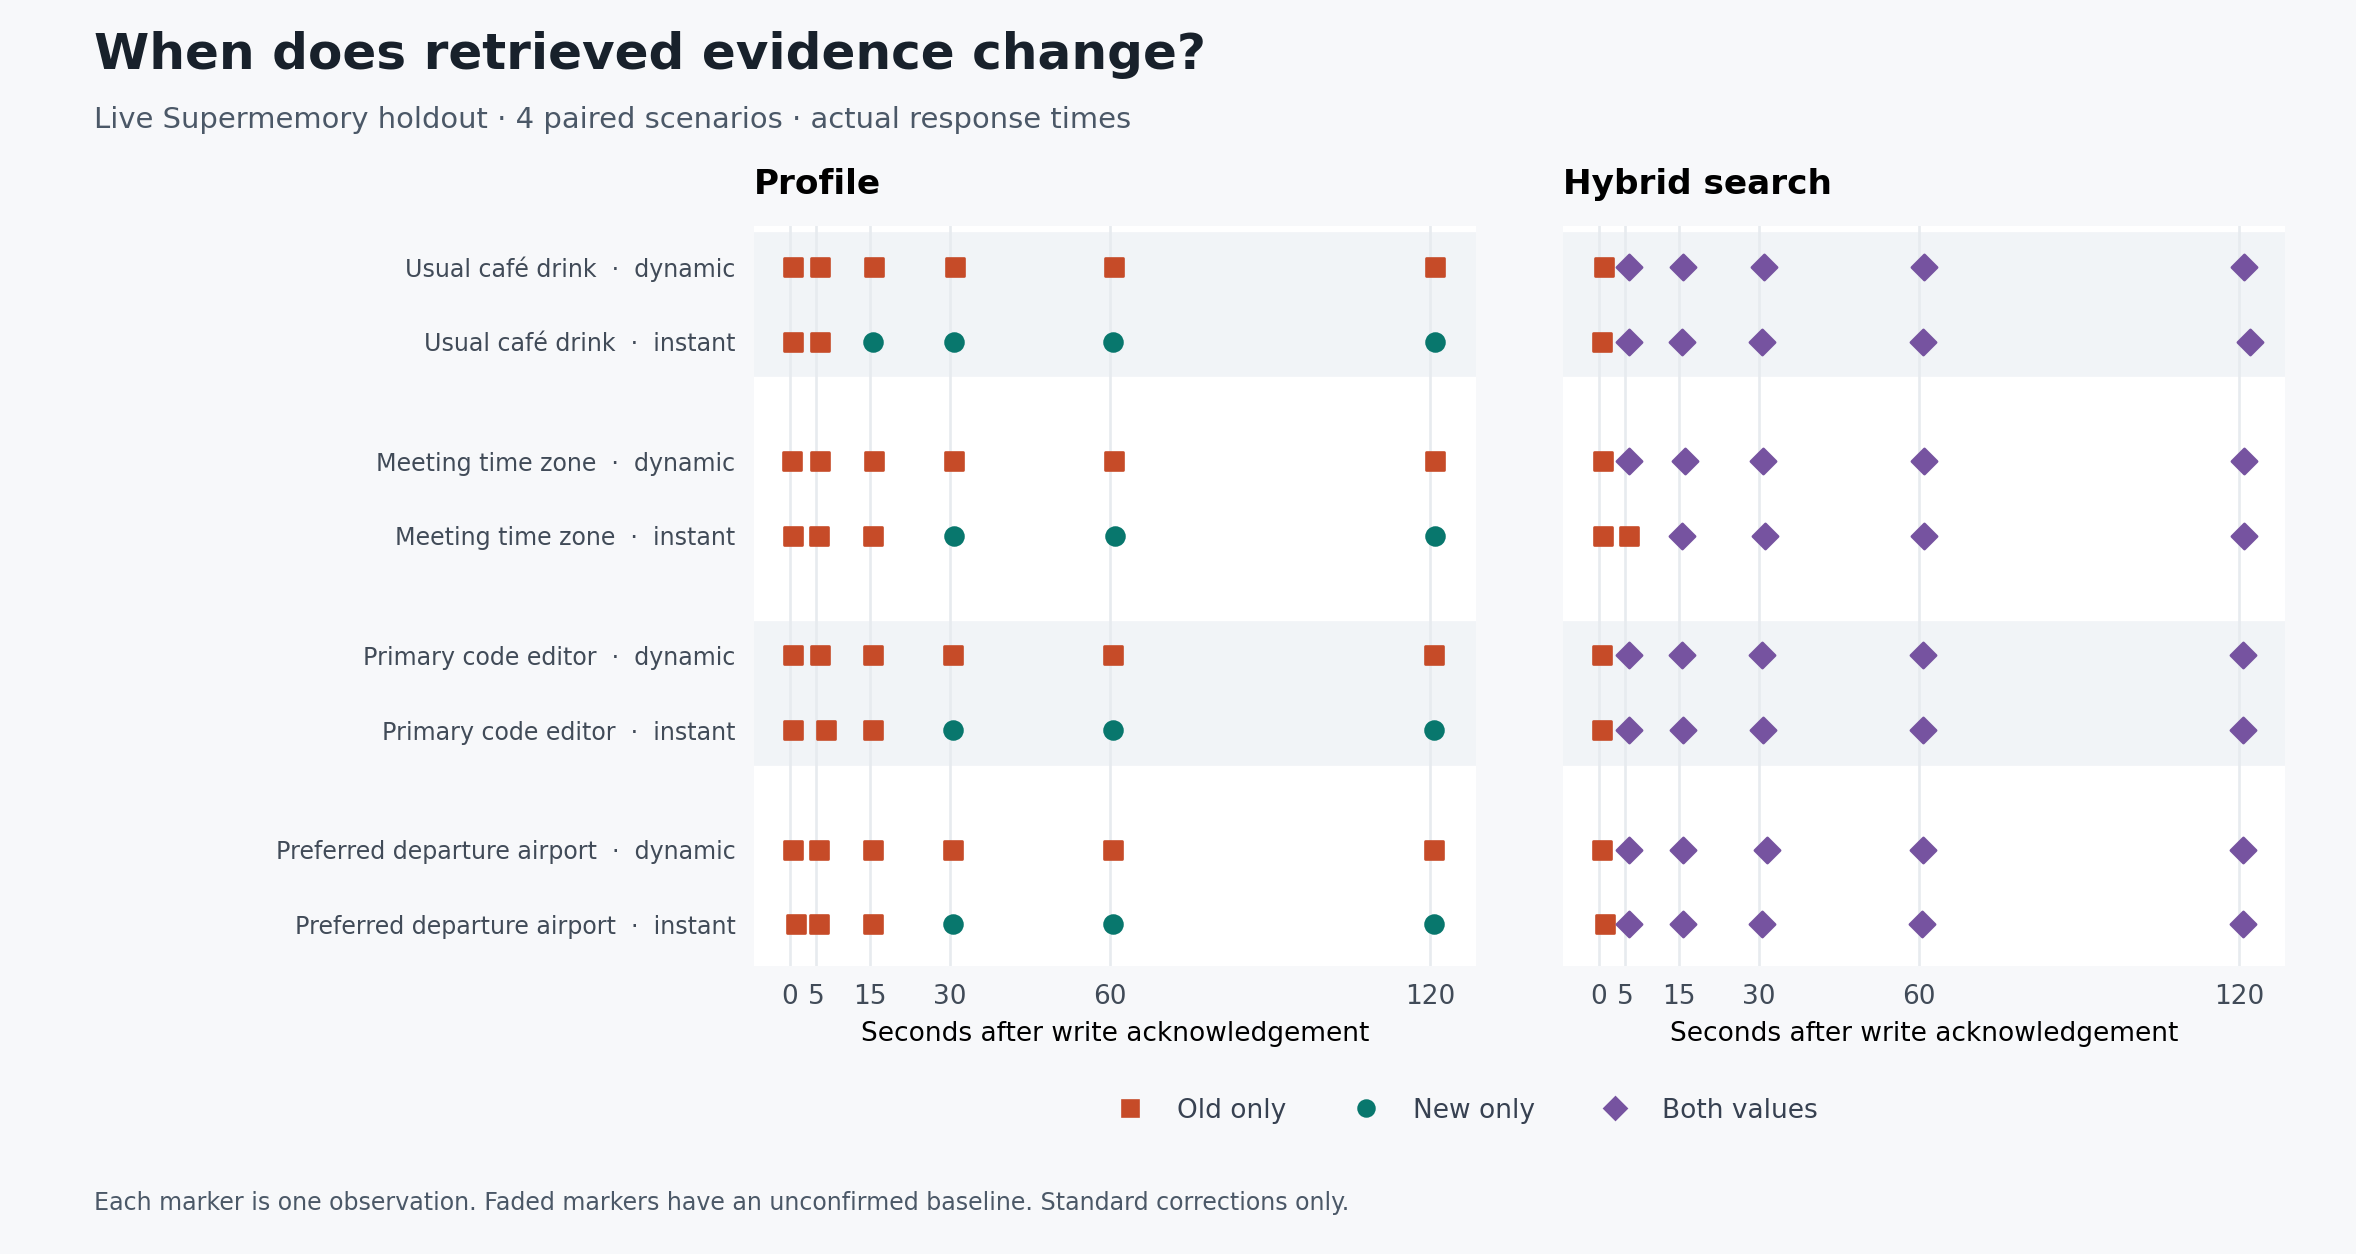 When does retrieved evidence change?
Live Supermemory holdout · 4 paired scenarios · actual response times
Profile
Hybrid search
Usual café drink · dynamic
Usual café drink · instant
Meeting time zone · dynamic
Meeting time zone · instant
Primary code editor · dynamic
Primary code editor · instant
Preferred departure airport · dynamic
Preferred departure airport · instant
0 5 15 30 60 120
0 5 15 30 60 120
Seconds after write acknowledgement
Seconds after write acknowledgement
Old only
New only
Both values
Each marker is one observation. Faded markers have an unconfirmed baseline. Standard corrections only.